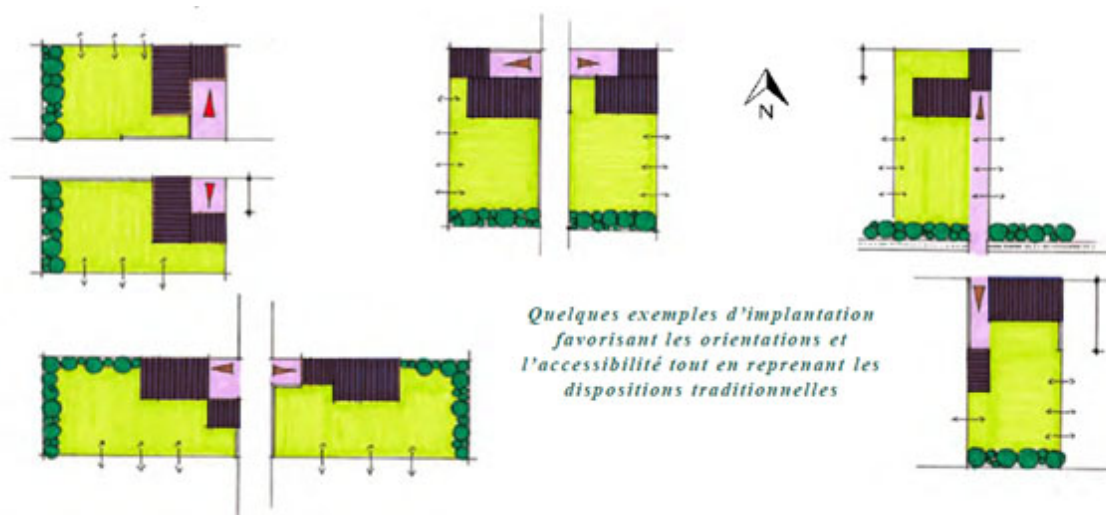 N
Quelques exemples d'implantation
favorisant les orientations et
l'accessibilité tout en reprenant les
dispositions traditionnelles